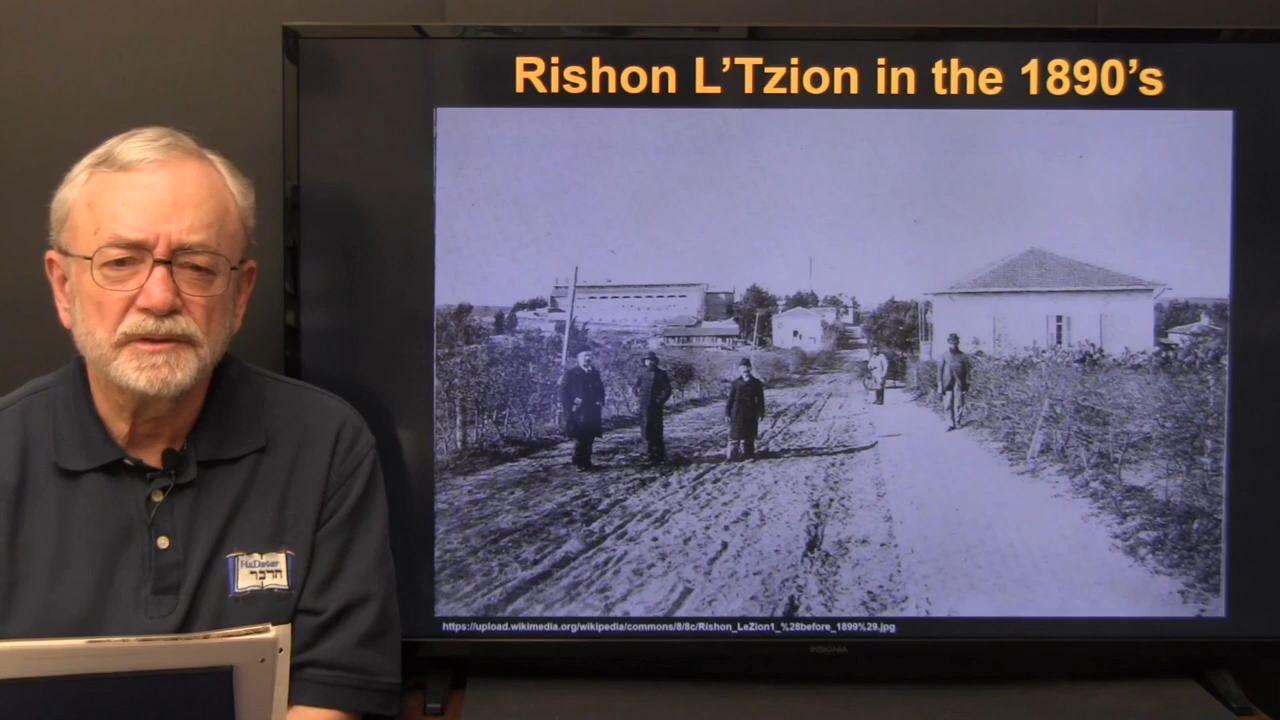 Rishon L’Tzion in the 1890’s
https://upload.wikimedia.org/wikipedia/commons/8/8c/Rishon_LeZion1_%28before_1899%29.jpg
INSIGNIA
HaDavar
הדבר